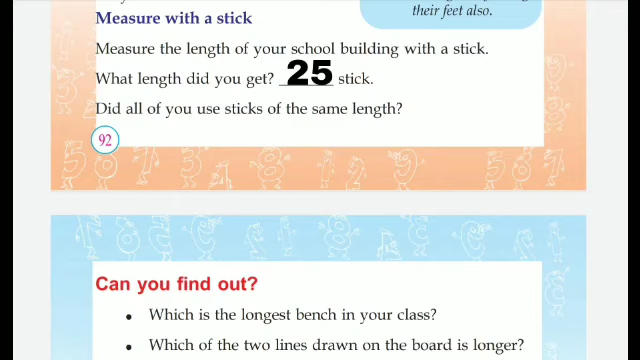 their feet also.
Measure with a stick
Measure the length of your school building with a stick.
What length did you get? 25 stick.
Did all of you use sticks of the same length?
92
Can you find out?
• Which is the longest bench in your class?
• Which of the two lines drawn on the board is longer?